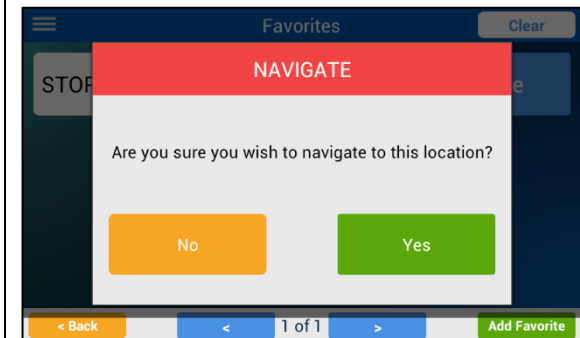 Favorites
Clear
NAVIGATE
Are you sure you wish to navigate to this location?
No
Yes
< Back
<
1 of 1
>
Add Favorite